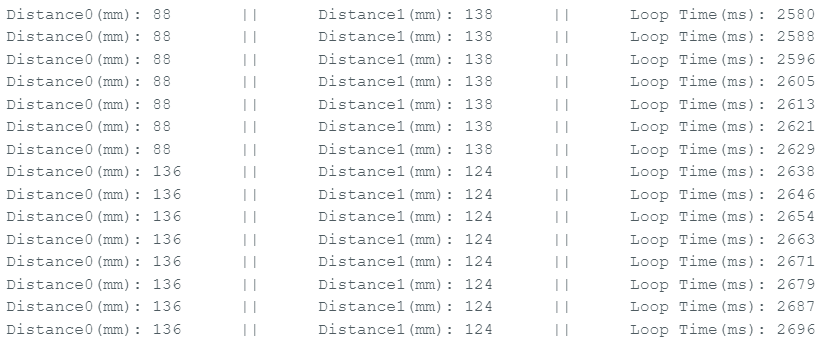 Distance0(mm): 88 || Distance1(mm): 138 || Loop Time(ms): 2580
Distance0(mm): 88 || Distance1(mm): 138 || Loop Time(ms): 2588
Distance0(mm): 88 || Distance1(mm): 138 || Loop Time(ms): 2596
Distance0(mm): 88 || Distance1(mm): 138 || Loop Time(ms): 2605
Distance0(mm): 88 || Distance1(mm): 138 || Loop Time(ms): 2613
Distance0(mm): 88 || Distance1(mm): 138 || Loop Time(ms): 2621
Distance0(mm): 88 || Distance1(mm): 138 || Loop Time(ms): 2629
Distance0(mm): 136 || Distance1(mm): 124 || Loop Time(ms): 2638
Distance0(mm): 136 || Distance1(mm): 124 || Loop Time(ms): 2646
Distance0(mm): 136 || Distance1(mm): 124 || Loop Time(ms): 2654
Distance0(mm): 136 || Distance1(mm): 124 || Loop Time(ms): 2663
Distance0(mm): 136 || Distance1(mm): 124 || Loop Time(ms): 2671
Distance0(mm): 136 || Distance1(mm): 124 || Loop Time(ms): 2679
Distance0(mm): 136 || Distance1(mm): 124 || Loop Time(ms): 2687
Distance0(mm): 136 || Distance1(mm): 124 || Loop Time(ms): 2696